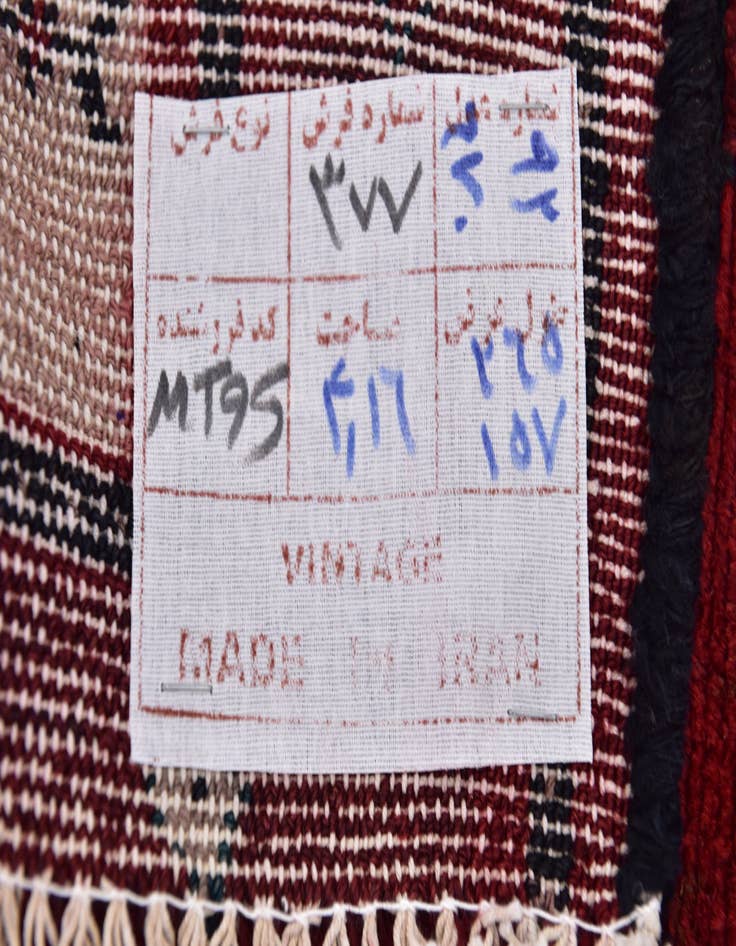 شماره فرش نوع فرش
۳۷۷
طول عرض مساحت کد فروشنده
۲۶۵ ۴,۱۶ MT95
۱۵۷
VINTAGE
MADE IN IRAN